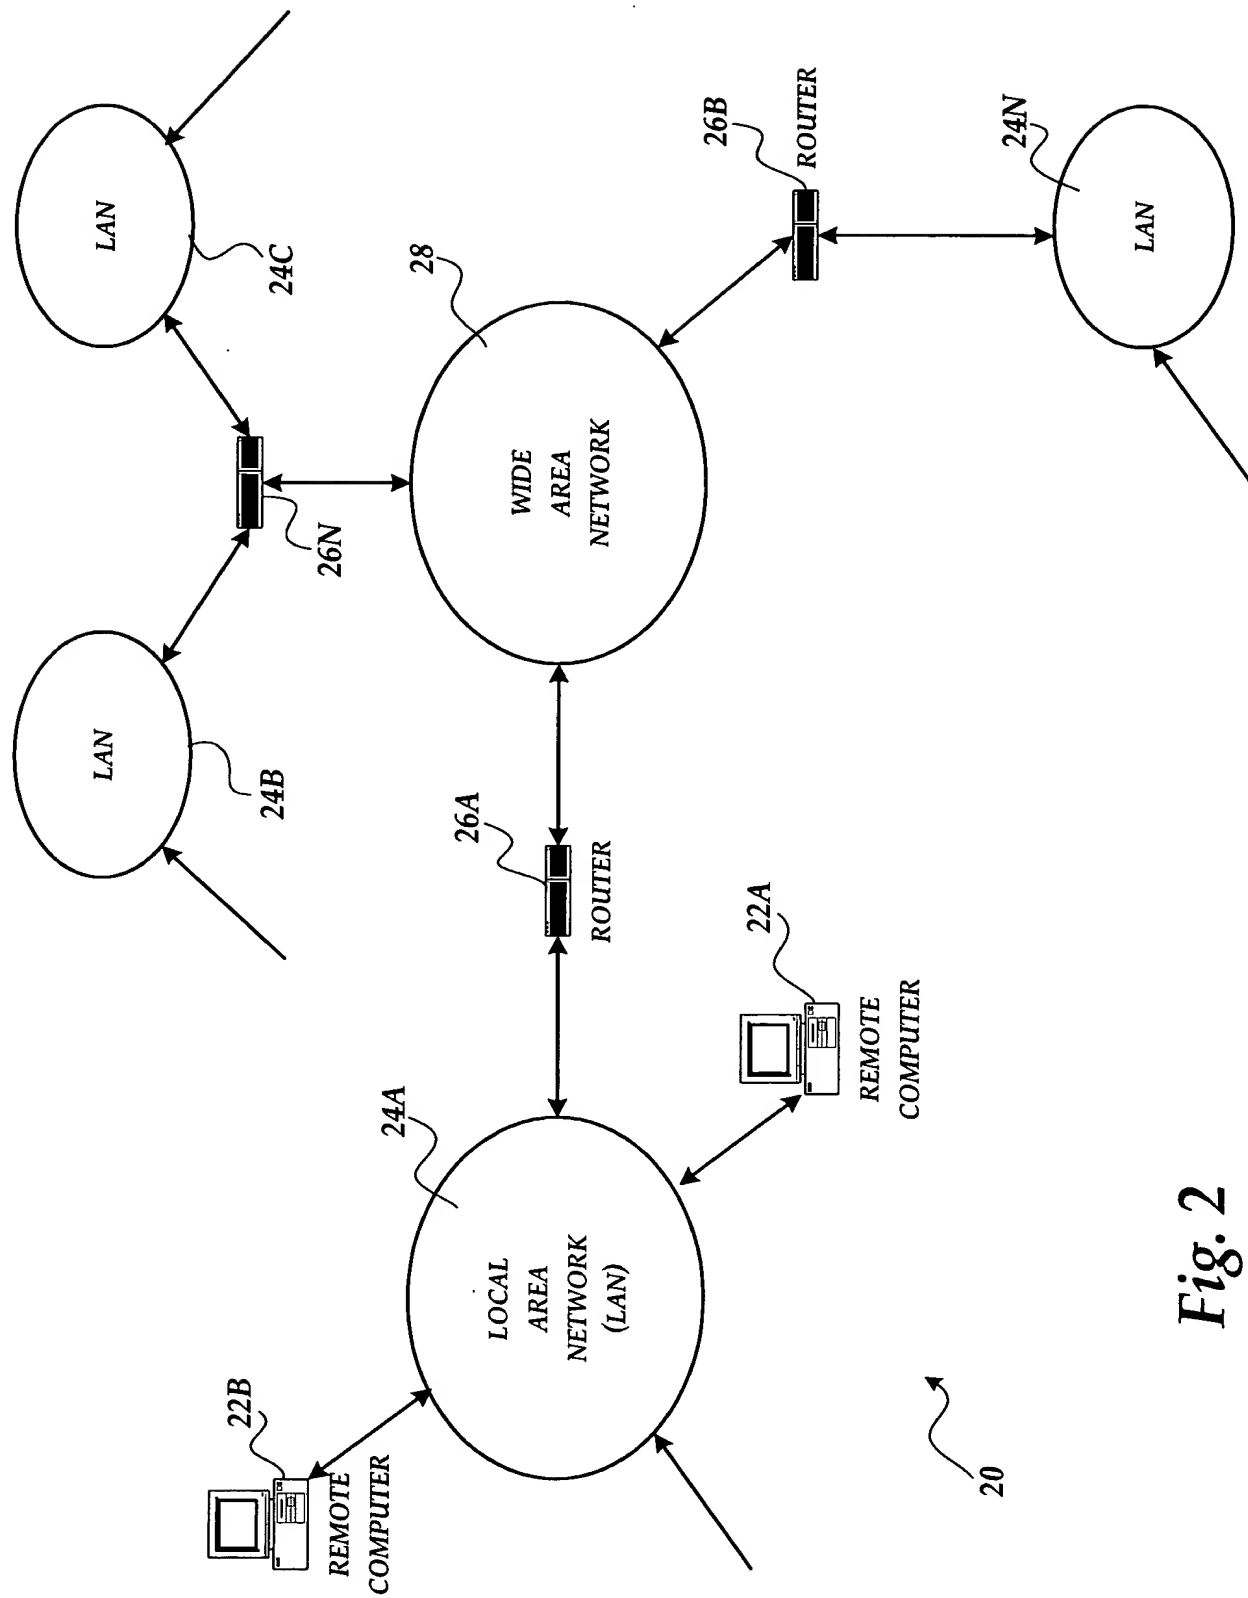 LAN
24B
LAN
24C
22B
REMOTE
COMPUTER
26N
24A
LOCAL
AREA
NETWORK
(LAN)
26A
ROUTER
28
WIDE
AREA
NETWORK
22A
REMOTE
COMPUTER
26B
ROUTER
24N
LAN
20
Fig. 2